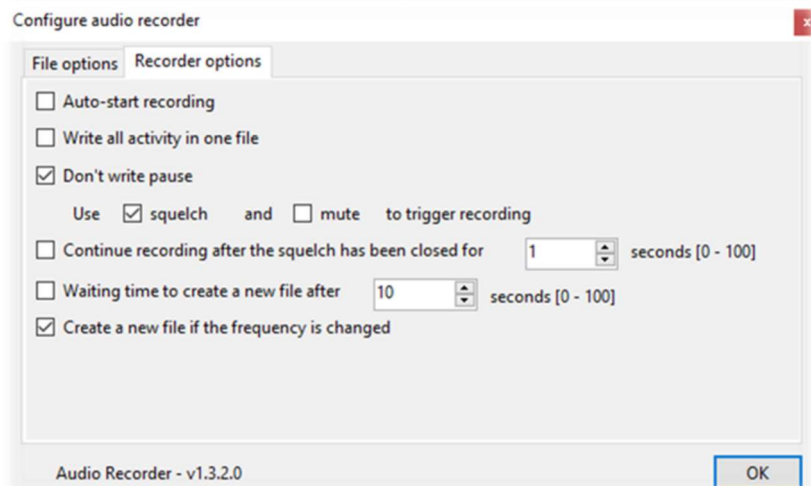 Configure audio recorder
x
File options Recorder options
Auto-start recording
Write all activity in one file
Don't write pause
Use squelch and mute to trigger recording
Continue recording after the squelch has been closed for 1 seconds [0 - 100]
Waiting time to create a new file after 10 seconds [0 - 100]
Create a new file if the frequency is changed
Audio Recorder - v1.3.2.0 OK